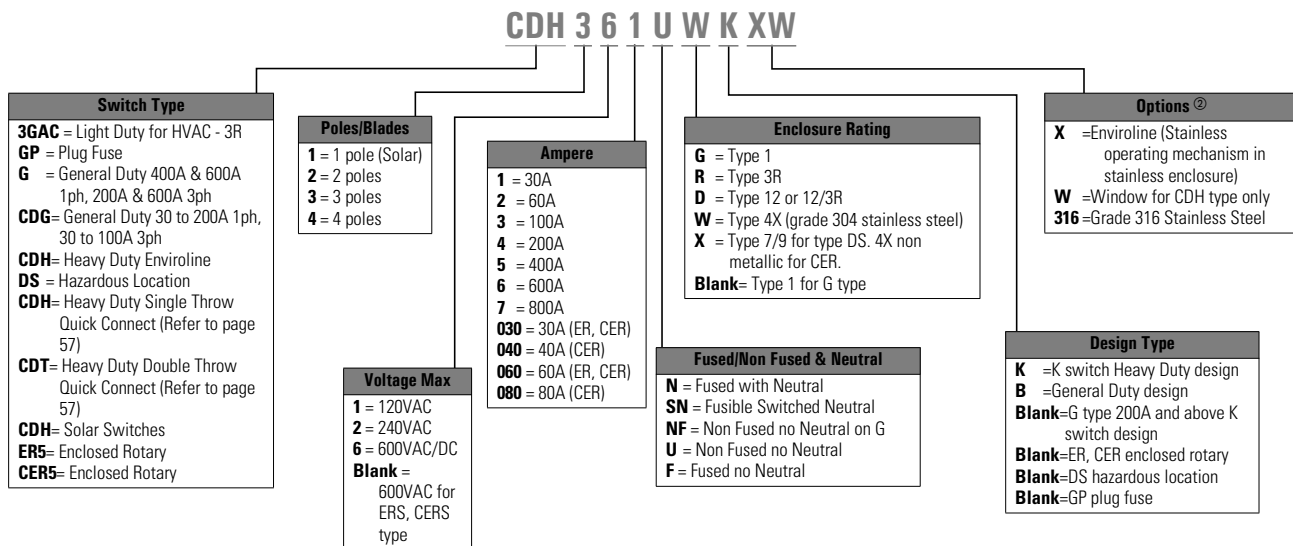 CDH 3 6 1 U W K XW
Switch Type
3GAC = Light Duty for HVAC - 3R
GP = Plug Fuse
G = General Duty 400A & 600A
1ph, 200A & 600A 3ph
CDG= General Duty 30 to 200A 1ph,
30 to 100A 3ph
CDH= Heavy Duty Enviroline
DS = Hazardous Location
CDH= Heavy Duty Single Throw
Quick Connect (Refer to page
57)
CDT= Heavy Duty Double Throw
Quick Connect (Refer to page
57)
CDH= Solar Switches
ER5= Enclosed Rotary
CER5= Enclosed Rotary
Poles/Blades
1 = 1 pole (Solar)
2 = 2 poles
3 = 3 poles
4 = 4 poles
Voltage Max
1 = 120VAC
2 = 240VAC
6 = 600VAC/DC
Blank =
600VAC for
ERS, CERS
type
Ampere
1 = 30A
2 = 60A
3 = 100A
4 = 200A
5 = 400A
6 = 600A
7 = 800A
030 = 30A (ER, CER)
040 = 40A (CER)
060 = 60A (ER, CER)
080 = 80A (CER)
Fused/Non Fused & Neutral
N = Fused with Neutral
SN = Fusible Switched Neutral
NF = Non Fused no Neutral on G
U = Non Fused no Neutral
F = Fused no Neutral
Enclosure Rating
G = Type 1
R = Type 3R
D = Type 12 or 12/3R
W = Type 4X (grade 304 stainless steel)
X = Type 7/9 for type DS. 4X non
metallic for CER.
Blank= Type 1 for G type
Design Type
K =K switch Heavy Duty design
B =General Duty design
Blank=G type 200A and above K
switch design
Blank=ER, CER enclosed rotary
Blank=DS hazardous location
Blank=GP plug fuse
Options ②
X =Enviroline (Stainless
operating mechanism in
stainless enclosure)
W =Window for CDH type only
316 =Grade 316 Stainless Steel